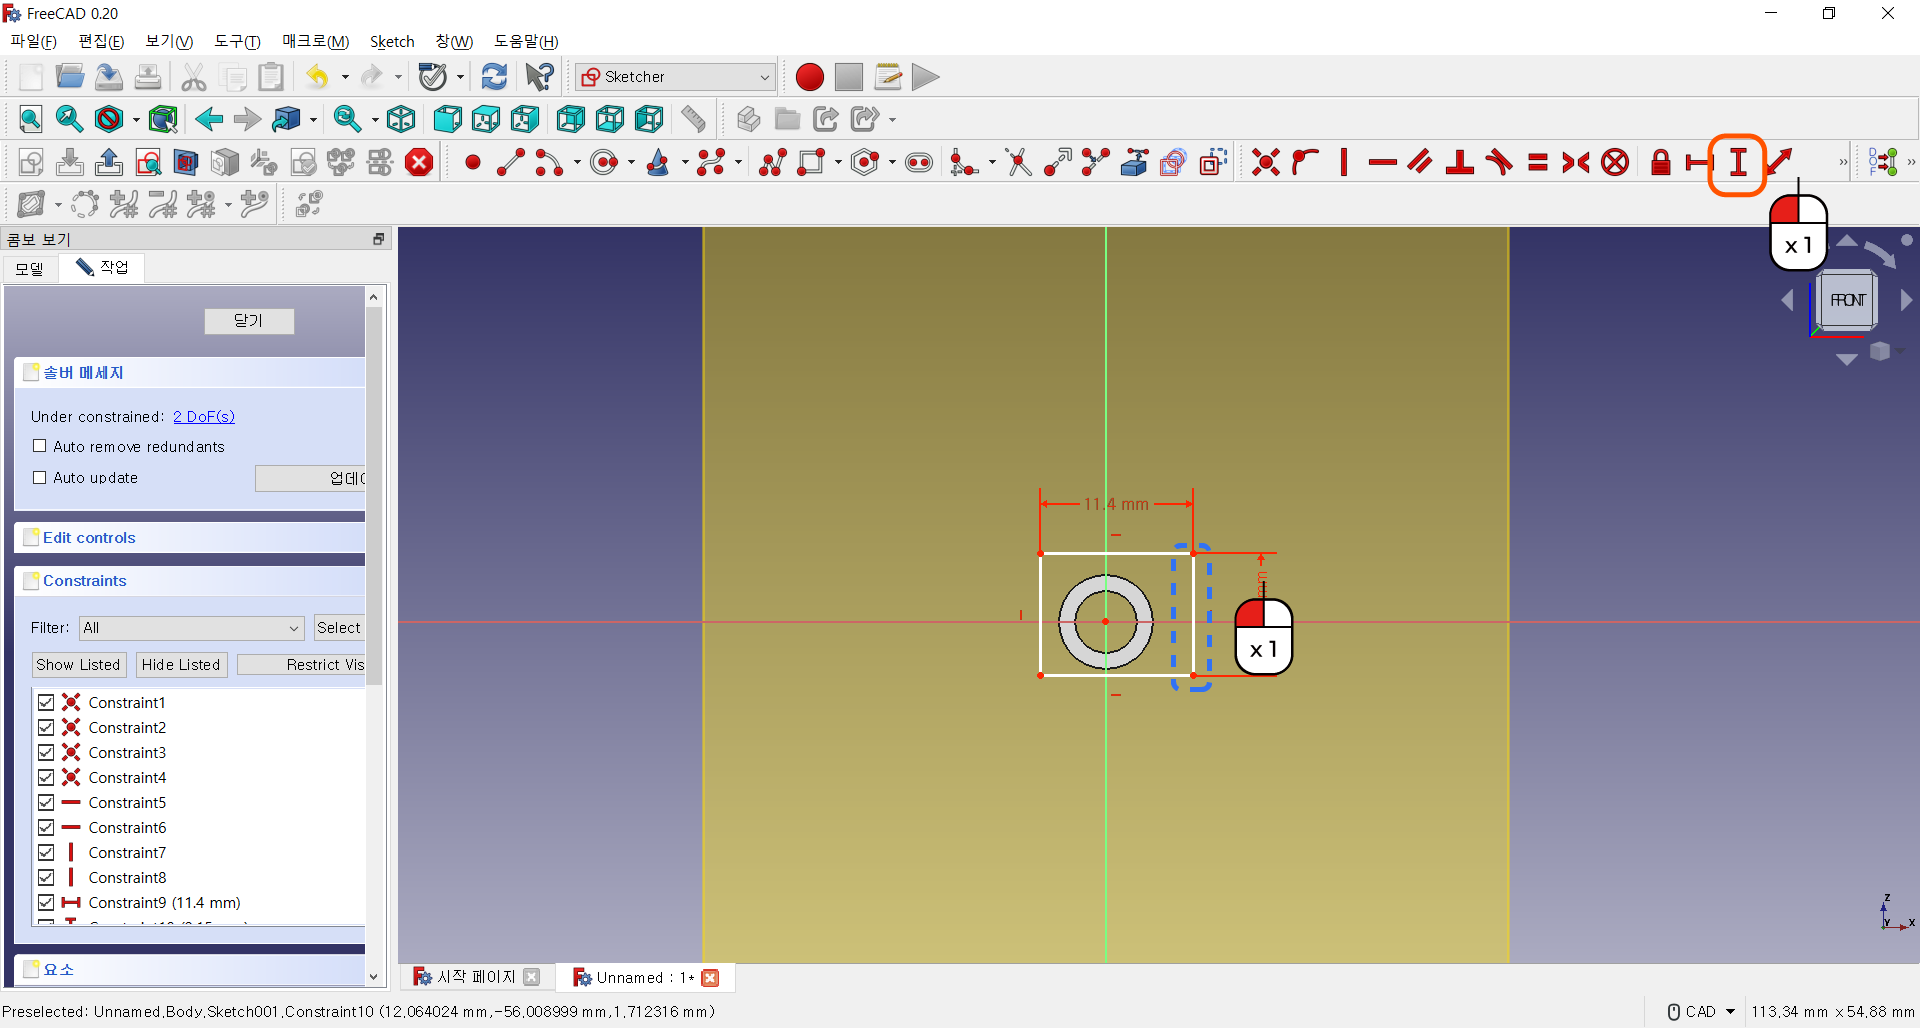 FreeCAD 0.20
파일(F) 편집(E) 보기(V) 도구(T) 매크로(M) Sketch 창(W) 도움말(H)
Sketcher
콤보 보기
모델 작업
닫기
솔버 메세지
Under constrained: 2 DoF(s)
Auto remove redundants
Auto update
Edit controls
Constraints
Filter: All Select
Show Listed Hide Listed Restrict Vis
Constraint1
Constraint2
Constraint3
Constraint4
Constraint5
Constraint6
Constraint7
Constraint8
Constraint9 (11.4 mm)
요소
x 1
FRONT
11.4 mm
mm
x 1
Z
Y X
시작 페이지 Unnamed : 1*
Preselected: Unnamed.Body.Sketch001.Constraint10 (12.064024 mm,-56.008999 mm,1.712316 mm)
CAD 113.34 mm x 54.88 mm